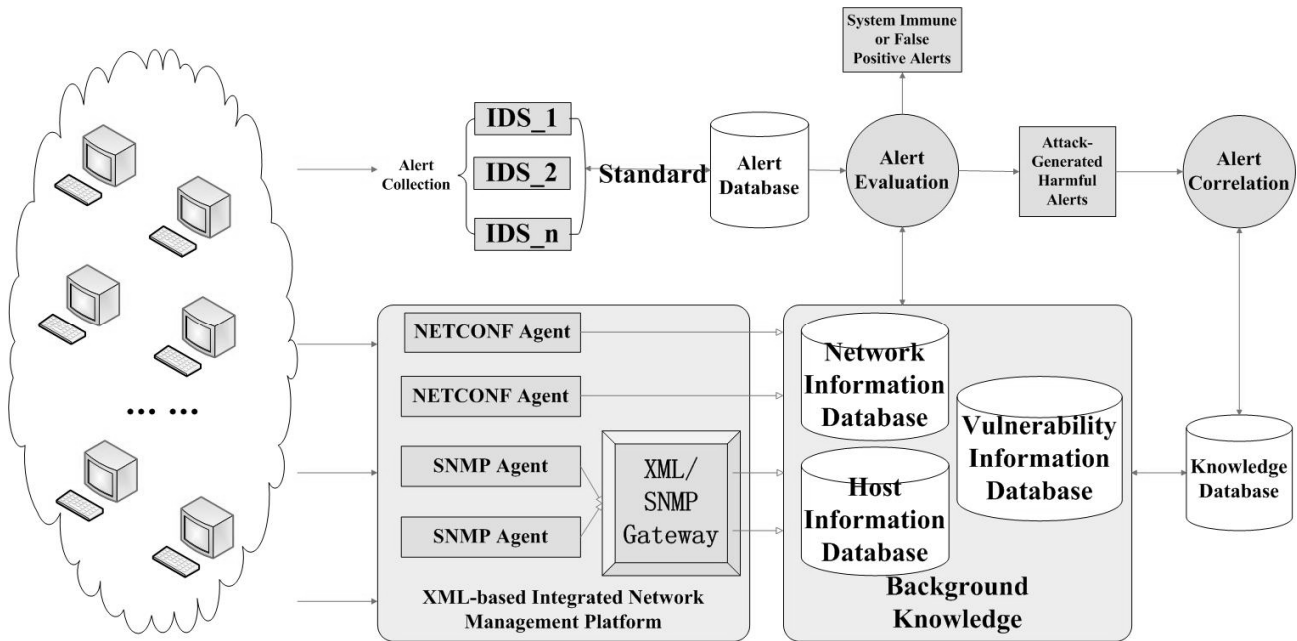 System Immune
or False
Positive Alerts
IDS_1
Alert
Collection
IDS_2
IDS_n
Standard
Alert
Database
Alert
Evaluation
Attack-
Generated
Harmful
Alerts
Alert
Correlation
NETCONF Agent
NETCONF Agent
SNMP Agent
SNMP Agent
XML/
SNMP
Gateway
XML-based Integrated Network
Management Platform
Network
Information
Database
Host
Information
Database
Vulnerability
Information
Database
Background
Knowledge
Knowledge
Database
... ...